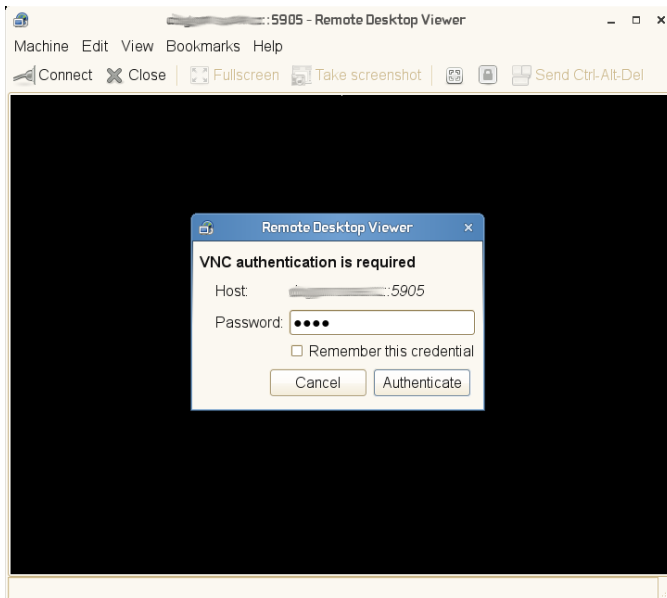 ::5905 - Remote Desktop Viewer
Machine Edit View Bookmarks Help
Connect Close Fullscreen Take screenshot Send Ctrl-Alt-Del
Remote Desktop Viewer
VNC authentication is required
Host: ::5905
Password: ●●●●
Remember this credential
Cancel Authenticate